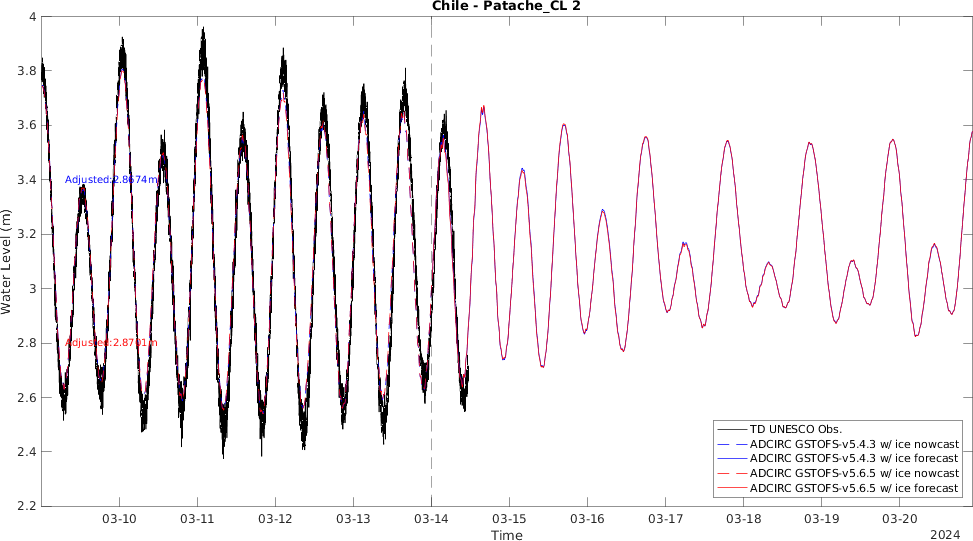 Chile - Patache_CL 2
4
3.8
3.6
3.4
3.2
3
2.8
2.6
2.4
2.2
Water Level (m)
Adjusted:2.8674m
Adjusted:2.8701m
TD UNESCO Obs.
ADCIRC GSTOFS-v5.4.3 w/ ice nowcast
ADCIRC GSTOFS-v5.4.3 w/ ice forecast
ADCIRC GSTOFS-v5.6.5 w/ ice nowcast
ADCIRC GSTOFS-v5.6.5 w/ ice forecast
03-10 03-11 03-12 03-13 03-14 03-15 03-16 03-17 03-18 03-19 03-20
Time
2024